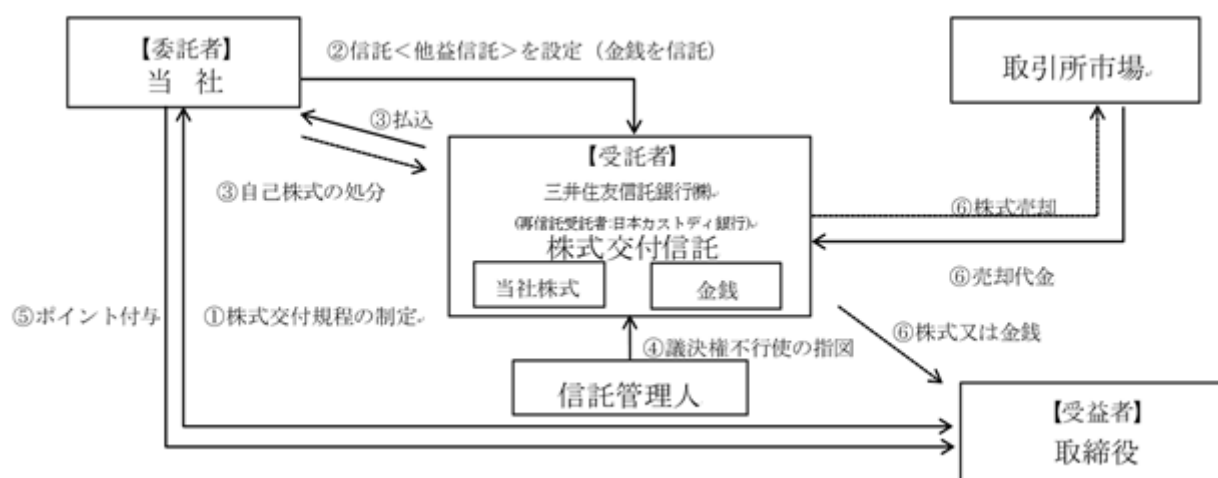 【委託者】
当 社
②信託<他益信託>を設定（金銭を信託）
取引所市場
③払込
【受託者】
三井住友信託銀行㈱
(再信託受託者:日本カストディ銀行)
株式交付信託
③自己株式の処分
⑥株式売却
当社株式
金銭
⑥売却代金
⑤ポイント付与
①株式交付規程の制定
④議決権不行使の指図
⑥株式又は金銭
信託管理人
【受益者】
取締役